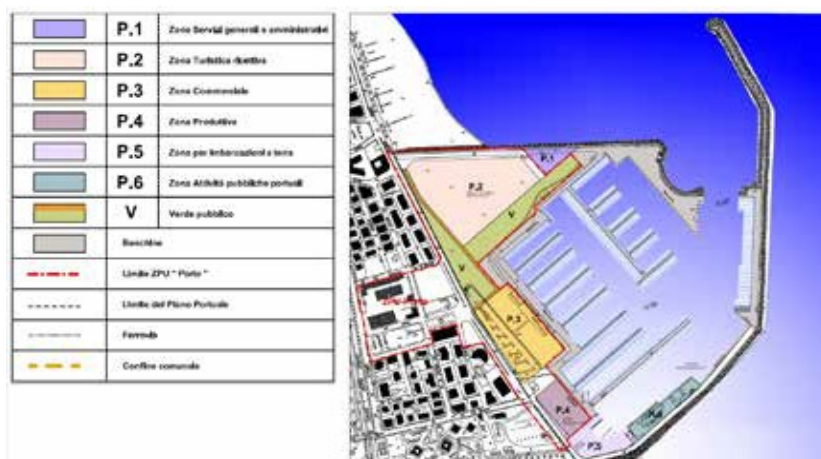 P.1 Zona Servizi generali e amministrativi
P.2 Zona Turistica ricettiva
P.3 Zona Commerciale
P.4 Zona Produttiva
P.5 Zona per Imbarcazioni a terra
P.6 Zona Attività pubbliche portuali
V Verde pubblico
Banchine
Limite ZPU " Porto "
Limite del Piano Portuale
Ferrovia
Confine comunale
P.1
P.2
V
V
P.3
P.4
P.5